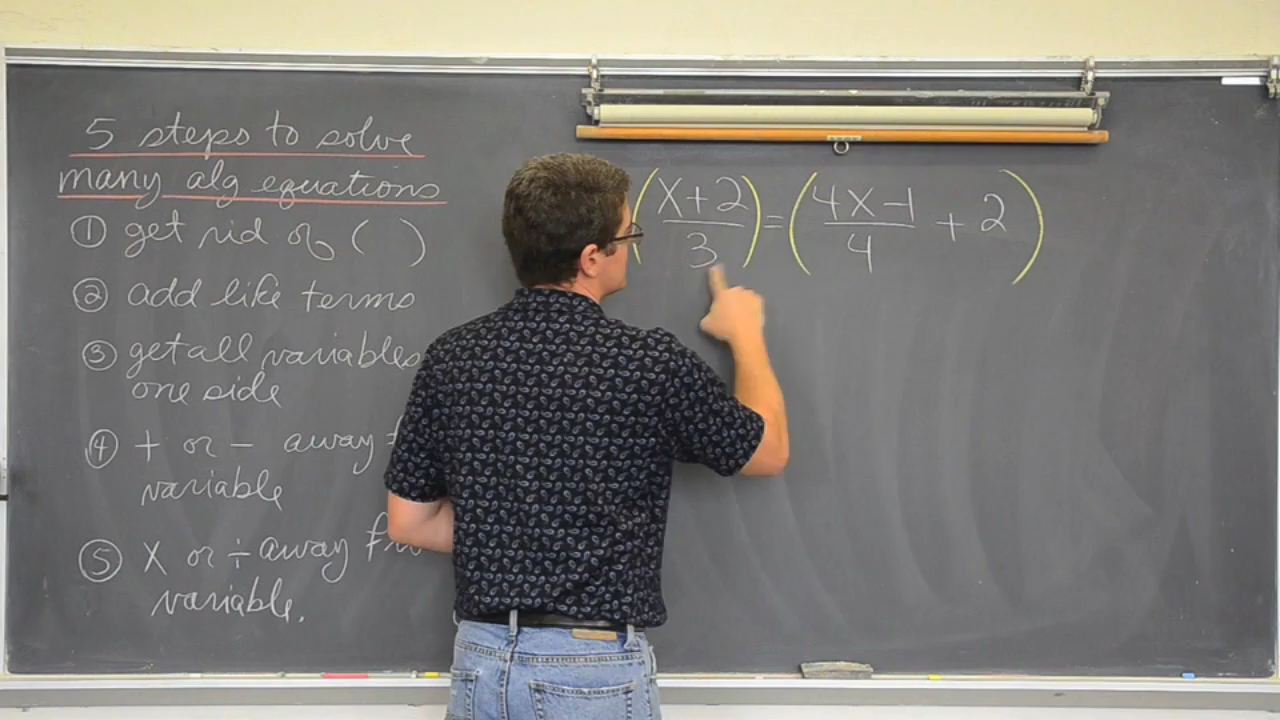 5 steps to solve
many alg equations
① get rid of ( )
② add like terms
③ get all variables
one side
④ + or - away
variable
⑤ X or ÷ away
variable.
(X+2/3) = (4X-1/4 + 2)